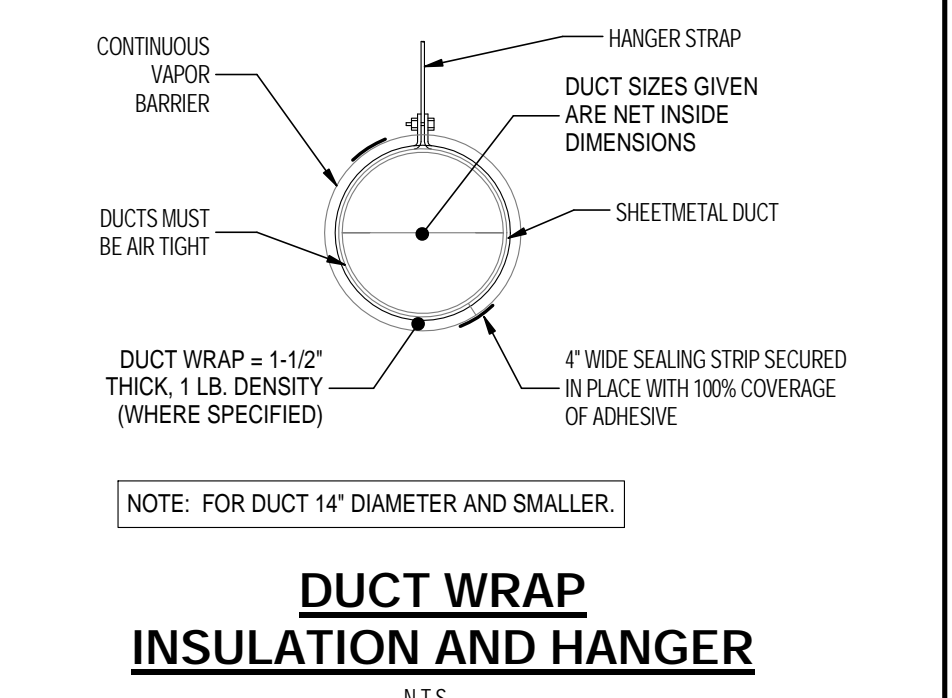 CONTINUOUS
VAPOR
BARRIER
HANGER STRAP
DUCT SIZES GIVEN
ARE NET INSIDE
DIMENSIONS
DUCTS MUST
BE AIR TIGHT
SHEETMETAL DUCT
DUCT WRAP = 1-1/2"
THICK, 1 LB. DENSITY
(WHERE SPECIFIED)
4" WIDE SEALING STRIP SECURED
IN PLACE WITH 100% COVERAGE
OF ADHESIVE
NOTE: FOR DUCT 14" DIAMETER AND SMALLER.
DUCT WRAP
INSULATION AND HANGER
N.T.S.